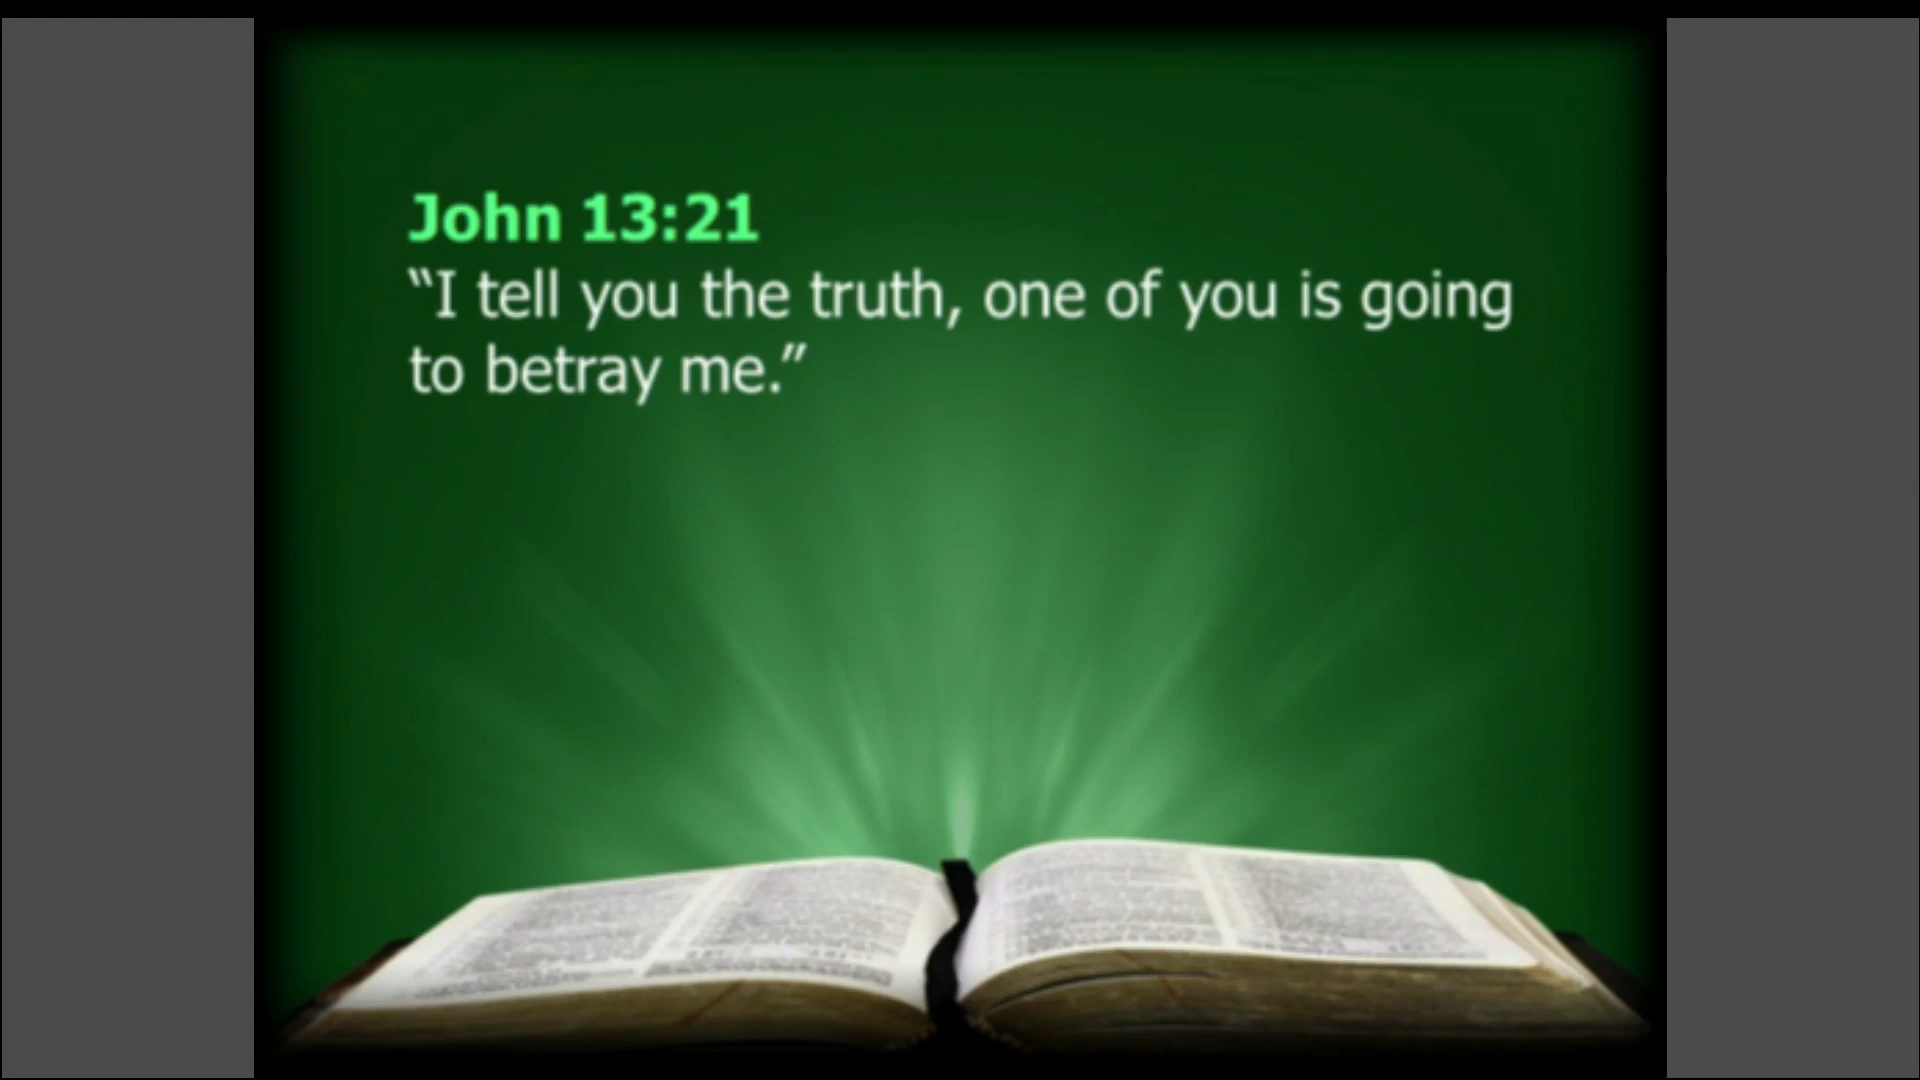 John 13:21
“I tell you the truth, one of you is going
to betray me.”